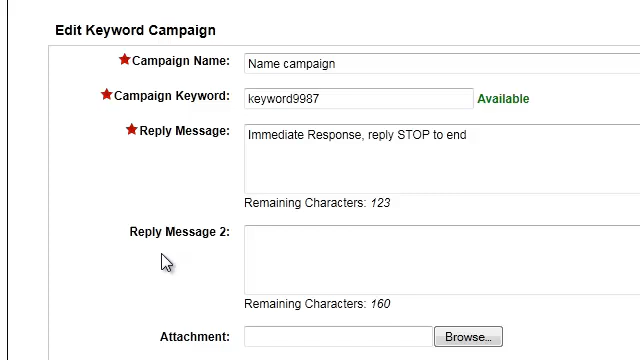 Edit Keyword Campaign
Campaign Name: Name campaign
Campaign Keyword: keyword9987 Available
Reply Message: Immediate Response, reply STOP to end
Remaining Characters: 123
Reply Message 2:
Remaining Characters: 160
Attachment: Browse...